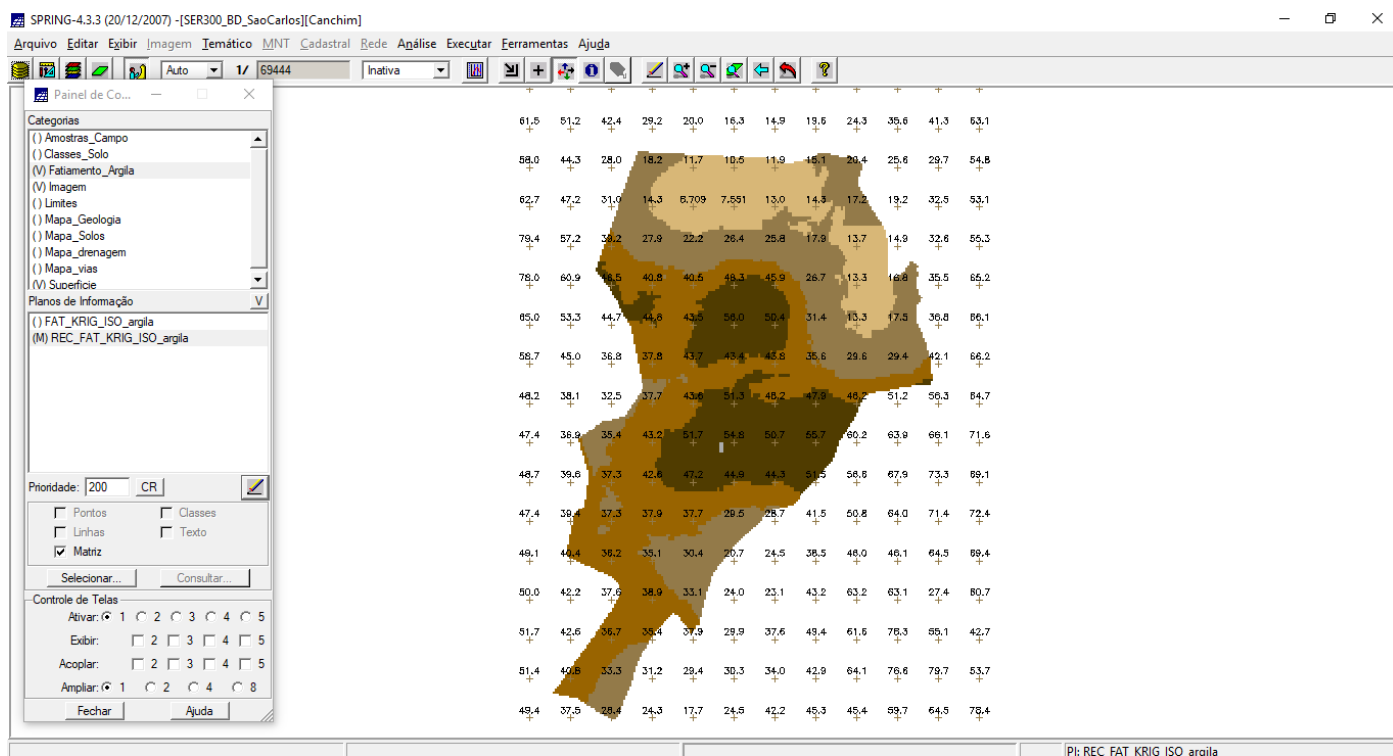 SPRING-4.3.3 (20/12/2007) -[SER300_BD_SaoCarlos][Canchim]
Arquivo Editar Exibir Imagem Temático MNT Cadastral Rede Análise Executar Ferramentas Ajuda
Auto 1/ 69444 Inativa
Painel de Co...
Categorias
() Amostras_Campo
() Classes_Solo
(V) Fatiamento_Argila
(V) Imagem
() Limites
() Mapa_Geologia
() Mapa_Solos
() Mapa_drenagem
() Mapa_vias
(V) Superficie
Planos de Informação V
() FAT_KRIG_ISO_argila
(M) REC_FAT_KRIG_ISO_argila
Prioridade: 200 CR
Pontos Classes
Linhas Texto
Matriz
Selecionar... Consultar...
Controle de Telas
Ativar: 1 2 3 4 5
Exibir: 2 3 4 5
Acoplar: 2 3 4 5
Ampliar: 1 2 4 8
Fechar Ajuda
61.5 51.2 42.4 29.2 20.0 16.3 14.9 19.6 24.3 35.6 41.3 53.1
58.0 44.3 28.0 18.2 11.7 10.5 11.9 15.1 20.4 25.6 29.7 54.8
62.7 47.2 31.0 14.3 7.551 13.0 14.3 17.2 19.2 32.5 53.1
79.4 57.2 39.2 27.9 22.2 26.4 25.8 17.9 13.7 14.9 32.6 55.3
78.0 60.9 40.8 40.5 48.3 45.9 26.7 13.3 16.8 35.5 65.2
65.0 53.3 44.7 44.6 43.5 56.0 50.4 31.4 13.3 17.5 36.8 66.1
58.7 45.0 36.8 37.8 43.7 43.4 43.8 35.6 29.6 29.4 42.1 66.2
48.2 38.1 32.5 37.7 43.6 51.3 48.2 47.9 46.2 51.2 56.3 64.7
47.4 36.9 35.4 43.2 51.7 54.8 50.7 55.7 60.2 63.9 66.1 71.6
48.7 39.6 37.3 42.8 47.2 44.9 44.3 51.5 56.8 67.9 73.3 69.1
47.4 39.4 37.3 37.9 37.7 29.5 28.7 41.5 50.8 64.0 71.4 72.4
49.1 40.4 38.2 35.1 30.4 20.7 24.5 38.5 48.0 46.1 64.5 69.4
50.0 42.2 37.6 38.9 33.1 24.0 23.1 43.2 63.2 63.1 27.4 80.7
51.7 42.6 36.7 35.4 37.9 29.9 37.6 49.4 61.6 78.3 55.1 42.7
51.4 40.8 33.3 31.2 29.4 30.3 34.0 42.9 64.1 76.6 79.7 53.7
49.4 37.5 28.4 24.3 17.7 24.5 42.2 45.3 45.4 59.7 64.5 78.4
PI: REC_FAT_KRIG_ISO_argila